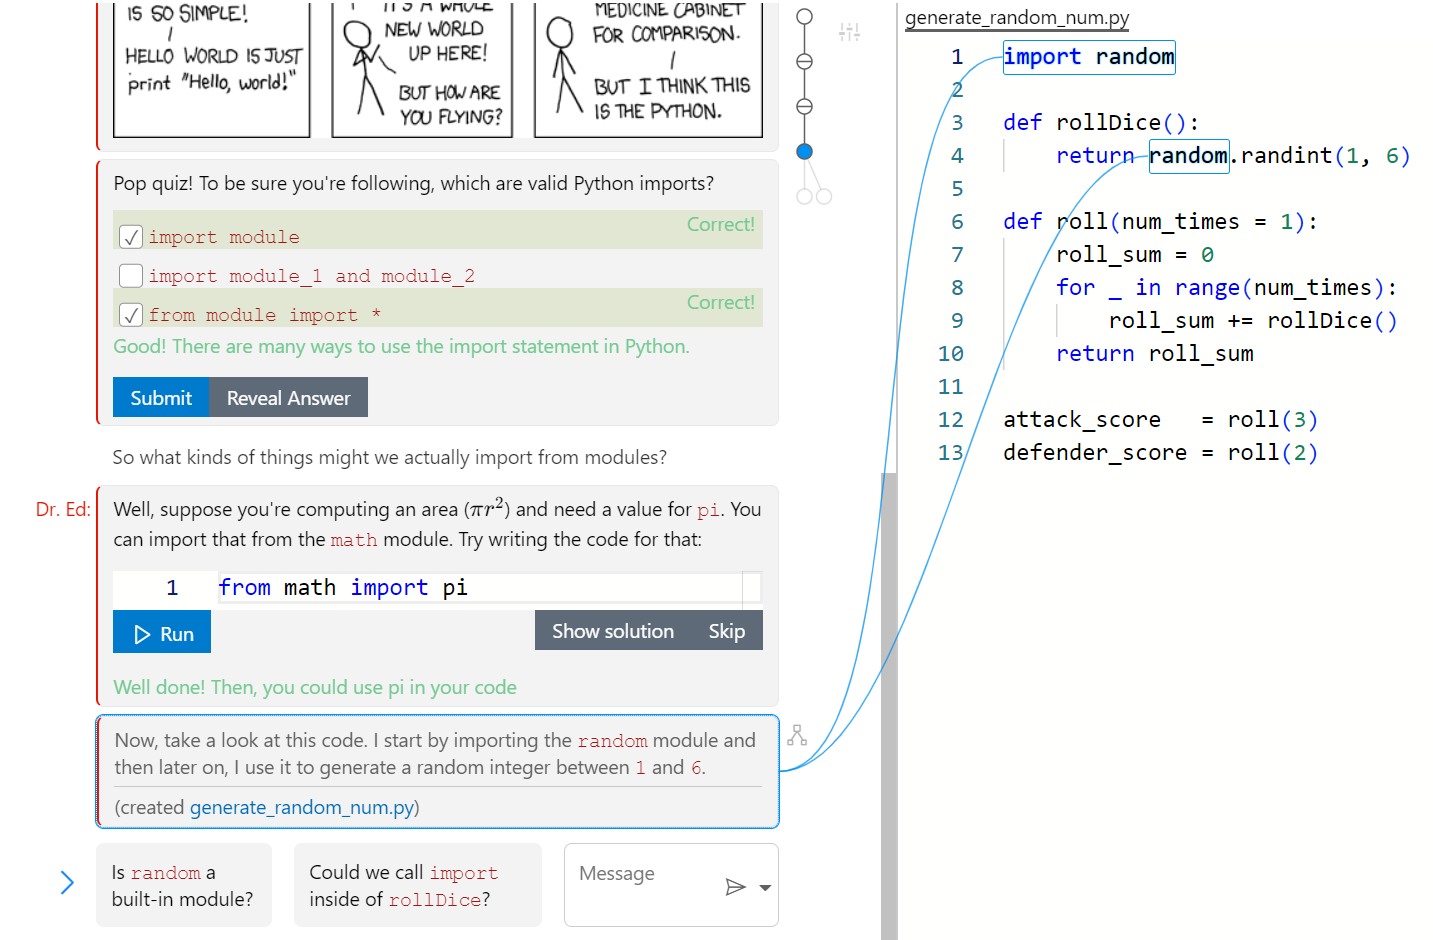 IS SO SIMPLE!
HELLO WORLD IS JUST
print "Hello, world!"
IT'S A WHOLE
NEW WORLD
UP HERE!
BUT HOW ARE
YOU FLYING?
MEDICINE CABINET
FOR COMPARISON.
BUT I THINK THIS
IS THE PYTHON.
Pop quiz! To be sure you're following, which are valid Python imports?
import module
Correct!
import module_1 and module_2
from module import *
Correct!
Good! There are many ways to use the import statement in Python.
Submit Reveal Answer
So what kinds of things might we actually import from modules?
Dr. Ed: Well, suppose you're computing an area (πr²) and need a value for pi. You
can import that from the math module. Try writing the code for that:
1 from math import pi
Run Show solution Skip
Well done! Then, you could use pi in your code
Now, take a look at this code. I start by importing the random module and
then later on, I use it to generate a random integer between 1 and 6.
(created generate_random_num.py)
Is random a
built-in module?
Could we call import
inside of rollDice?
Message
generate_random_num.py
1 import random
2
3 def rollDice():
4 return random.randint(1, 6)
5
6 def roll(num_times = 1):
7 roll_sum = 0
8 for _ in range(num_times):
9 roll_sum += rollDice()
10 return roll_sum
11
12 attack_score = roll(3)
13 defender_score = roll(2)